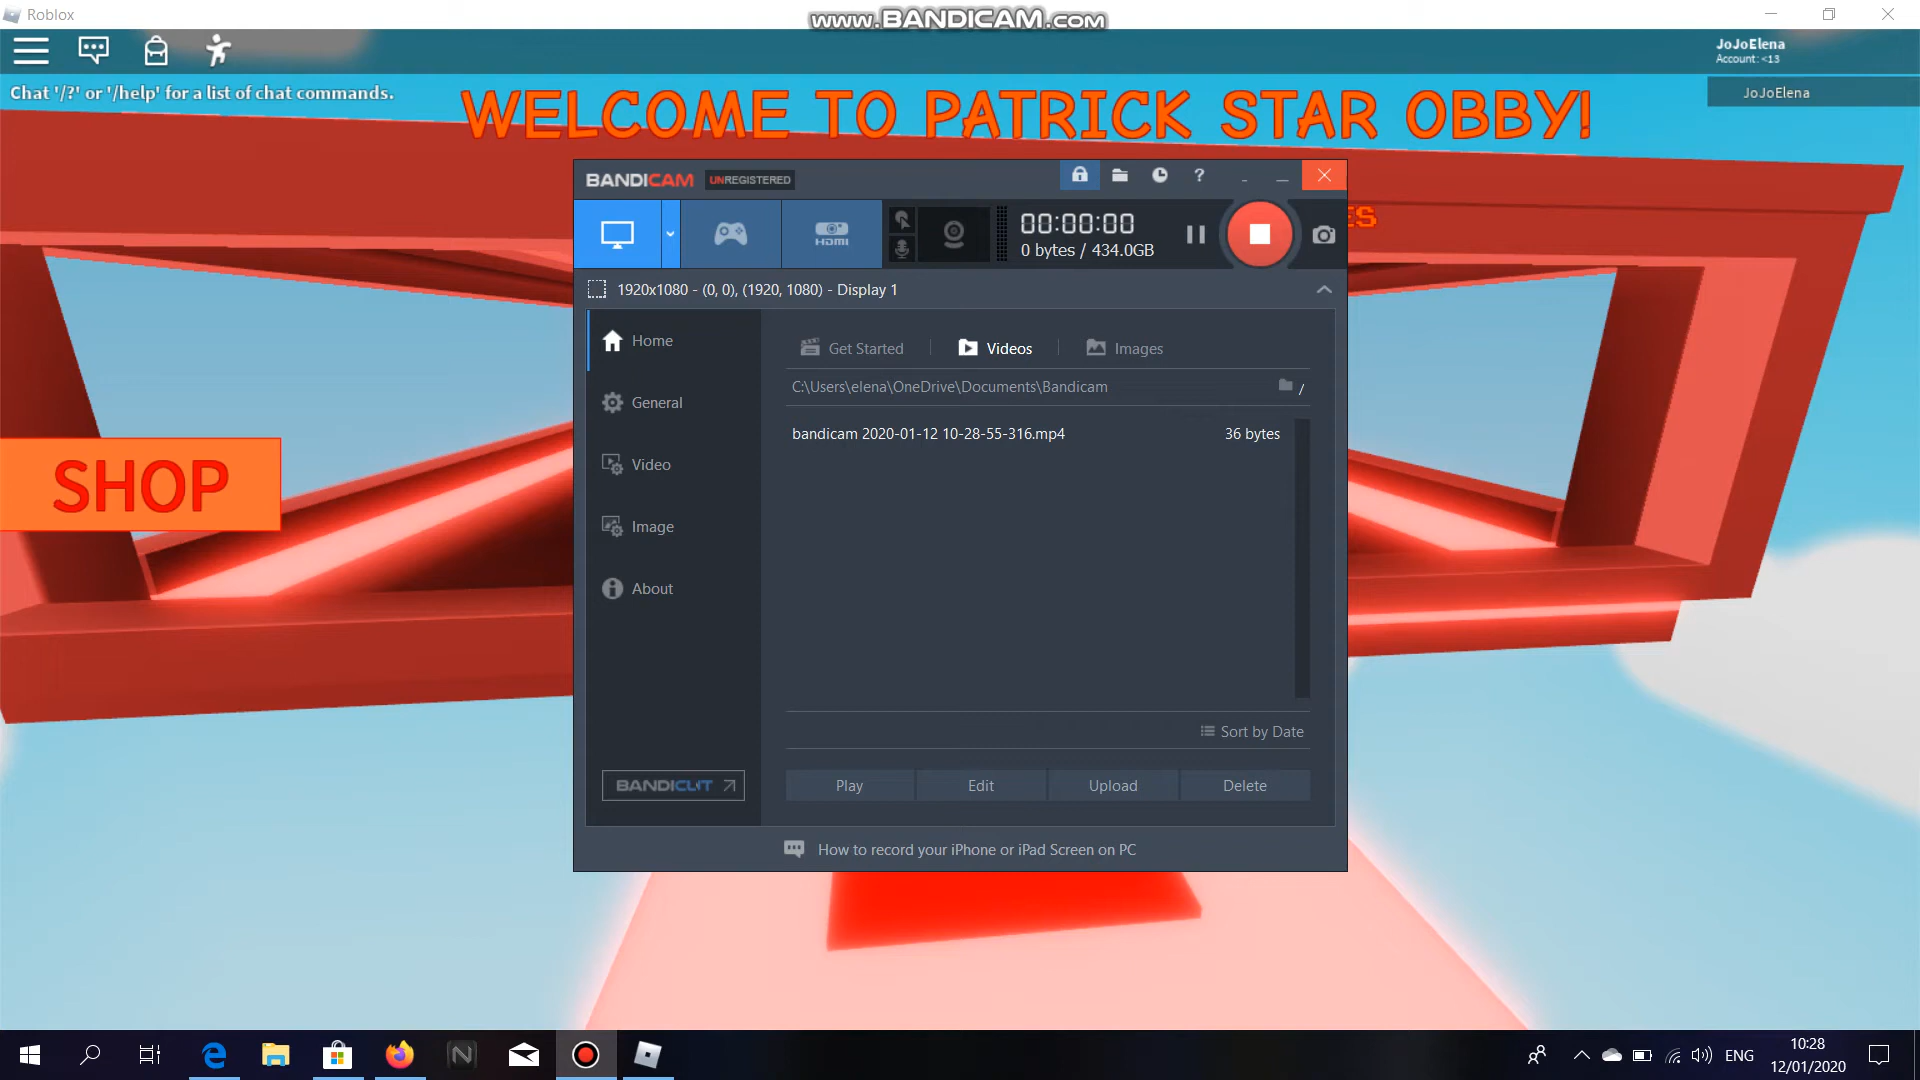 Roblox
www.BANDICAM.com
JoJoElena
Account: <13
Chat '/?' or '/help' for a list of chat commands.
JoJoElena
WELCOME TO PATRICK STAR OBBY!
BANDICAM UNREGISTERED
?
HDMI
00:00:00
0 bytes / 434.0GB
ES
1920x1080 - (0, 0), (1920, 1080) - Display 1
Home
Get Started
Videos
Images
C:\Users\elena\OneDrive\Documents\Bandicam
/
General
bandicam 2020-01-12 10-28-55-316.mp4
36 bytes
Video
SHOP
Image
About
Sort by Date
BANDICUT
Play
Edit
Upload
Delete
How to record your iPhone or iPad Screen on PC
ENG
10:28
12/01/2020